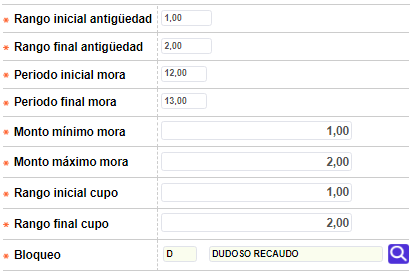 * Rango inicial antigüedad 1,00
* Rango final antigüedad 2,00
* Periodo inicial mora 12,00
* Periodo final mora 13,00
* Monto mínimo mora 1,00
* Monto máximo mora 2,00
* Rango inicial cupo 1,00
* Rango final cupo 2,00
* Bloqueo D DUDOSO RECAUDO